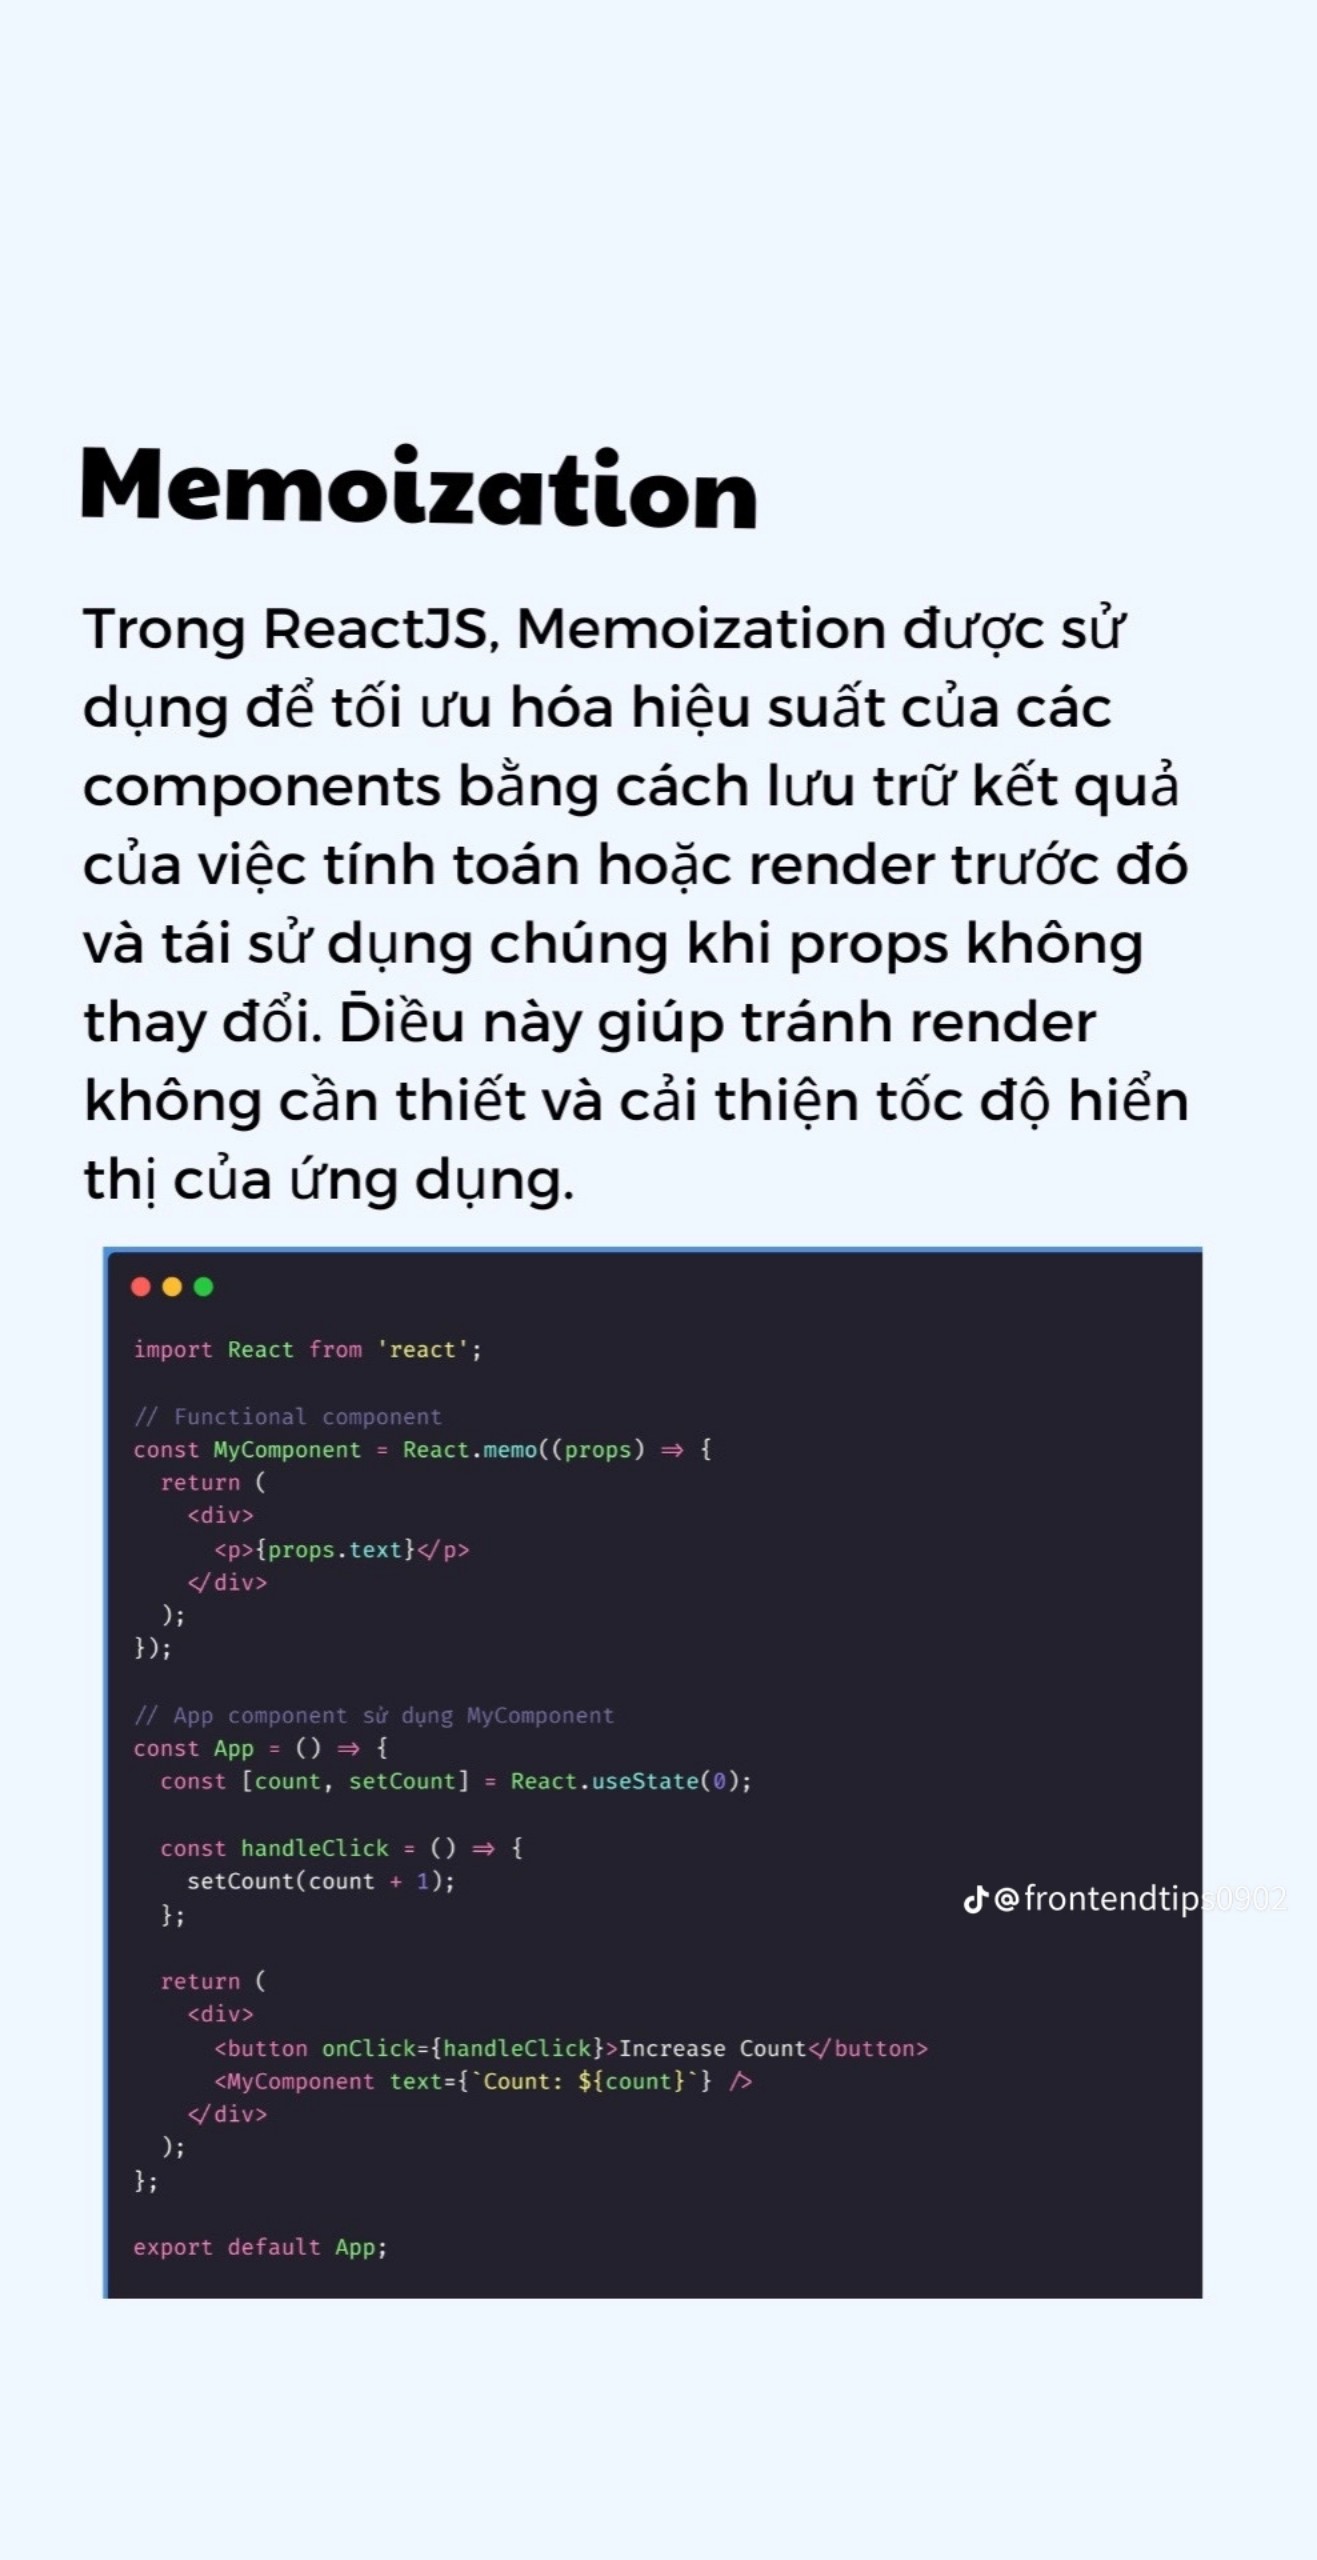 Memoization
Trong ReactJS, Memoization được sử
dụng để tối ưu hóa hiệu suất của các
components bằng cách lưu trữ kết quả
của việc tính toán hoặc render trước đó
và tái sử dụng chúng khi props không
thay đổi. Điều này giúp tránh render
không cần thiết và cải thiện tốc độ hiển
thị của ứng dụng.
import React from 'react';
// Functional component
const MyComponent = React.memo((props) => {
  return (
    <div>
      <p>{props.text}</p>
    </div>
  );
});
// App component sử dụng MyComponent
const App = () => {
  const [count, setCount] = React.useState(0);
  const handleClick = () => {
    setCount(count + 1);
  };
@frontendtips0902
  return (
    <div>
      <button onClick={handleClick}>Increase Count</button>
      <MyComponent text={`Count: ${count}`} />
    </div>
  );
};
export default App;